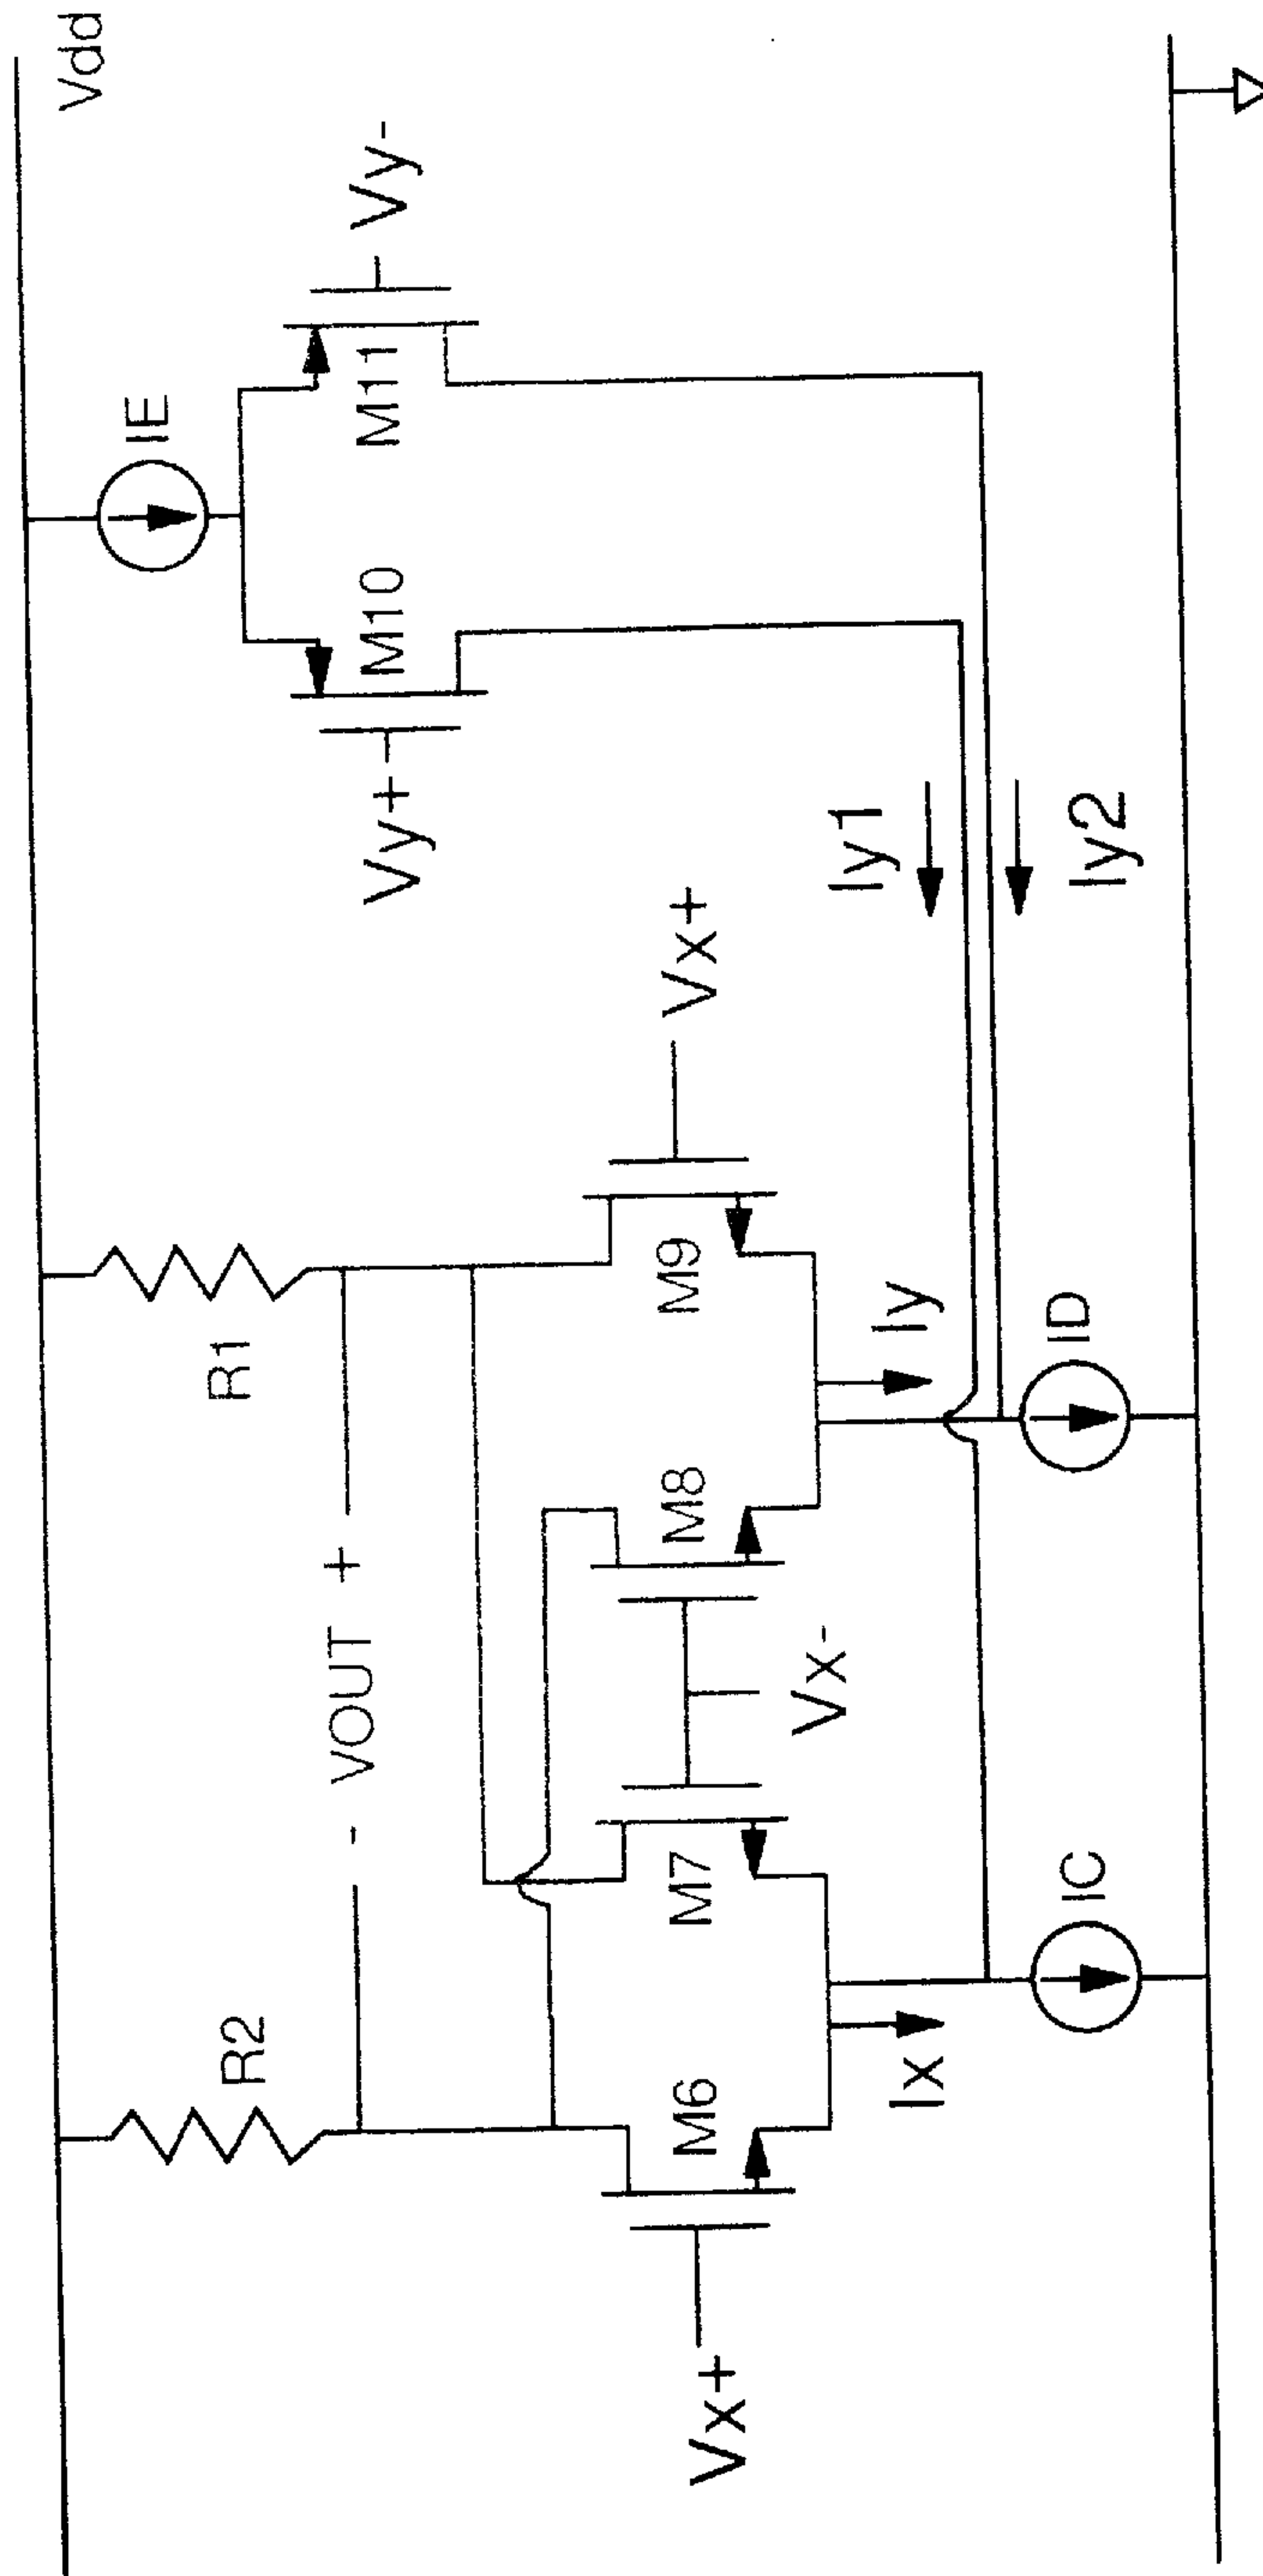 Vdd
IE
R2
R1
- VOUT +
Vy+
M10
M11
Vy-
Vx+
M6
M7
M8
M9
Vx+
Vx-
Ix
Iy
Iy1
Iy2
IC
ID